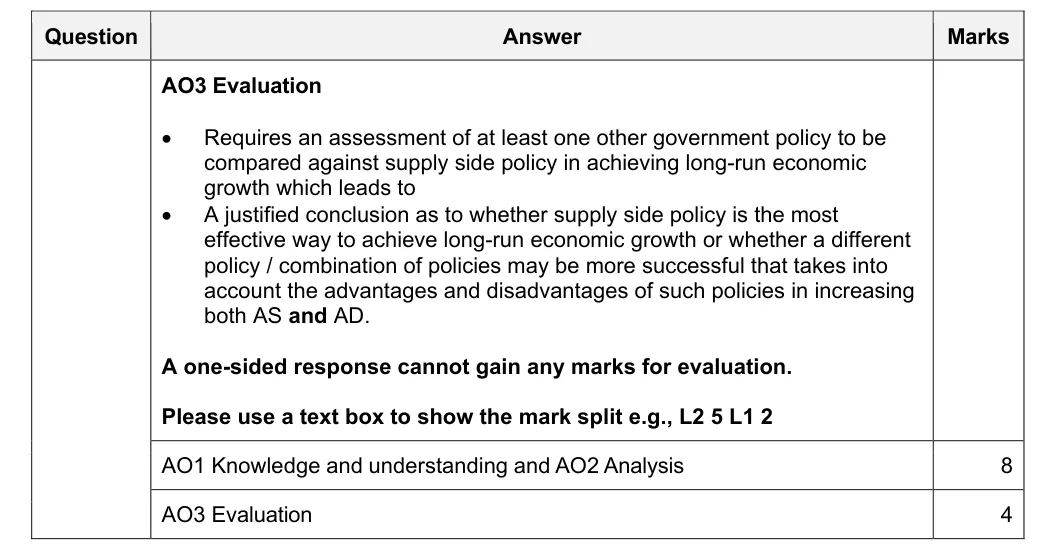 Question Answer Marks
AO3 Evaluation
• Requires an assessment of at least one other government policy to be
compared against supply side policy in achieving long-run economic
growth which leads to
• A justified conclusion as to whether supply side policy is the most
effective way to achieve long-run economic growth or whether a different
policy / combination of policies may be more successful that takes into
account the advantages and disadvantages of such policies in increasing
both AS and AD.
A one-sided response cannot gain any marks for evaluation.
Please use a text box to show the mark split e.g., L2 5 L1 2
AO1 Knowledge and understanding and AO2 Analysis 8
AO3 Evaluation 4